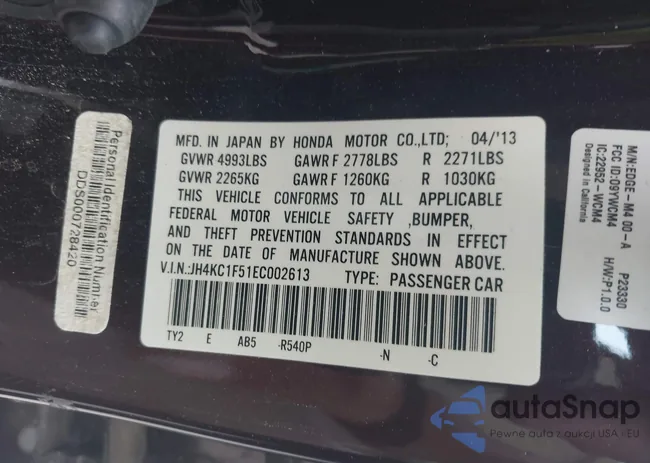 Personal Identification Number
DDS000728420
MFD. IN JAPAN BY HONDA MOTOR CO.,LTD; 04/'13
GVWR 4993LBS GAWR F 2778LBS R 2271LBS
GVWR 2265KG GAWR F 1260KG R 1030KG
THIS VEHICLE CONFORMS TO ALL APPLICABLE
FEDERAL MOTOR VEHICLE SAFETY ,BUMPER,
AND THEFT PREVENTION STANDARDS IN EFFECT
ON THE DATE OF MANUFACTURE SHOWN ABOVE.
V.I.N.:JH4KC1F51EC002613 TYPE: PASSENGER CAR
TY2 E AB5 -R540P -N -C
M/N:EDGE-M4 00-A P23330
FCC ID:O9YWCM4 H/W:P1.0.0
IC:22952-WCM4
Designed in California
autoSnap
Pewne auta z aukcji USA - EU